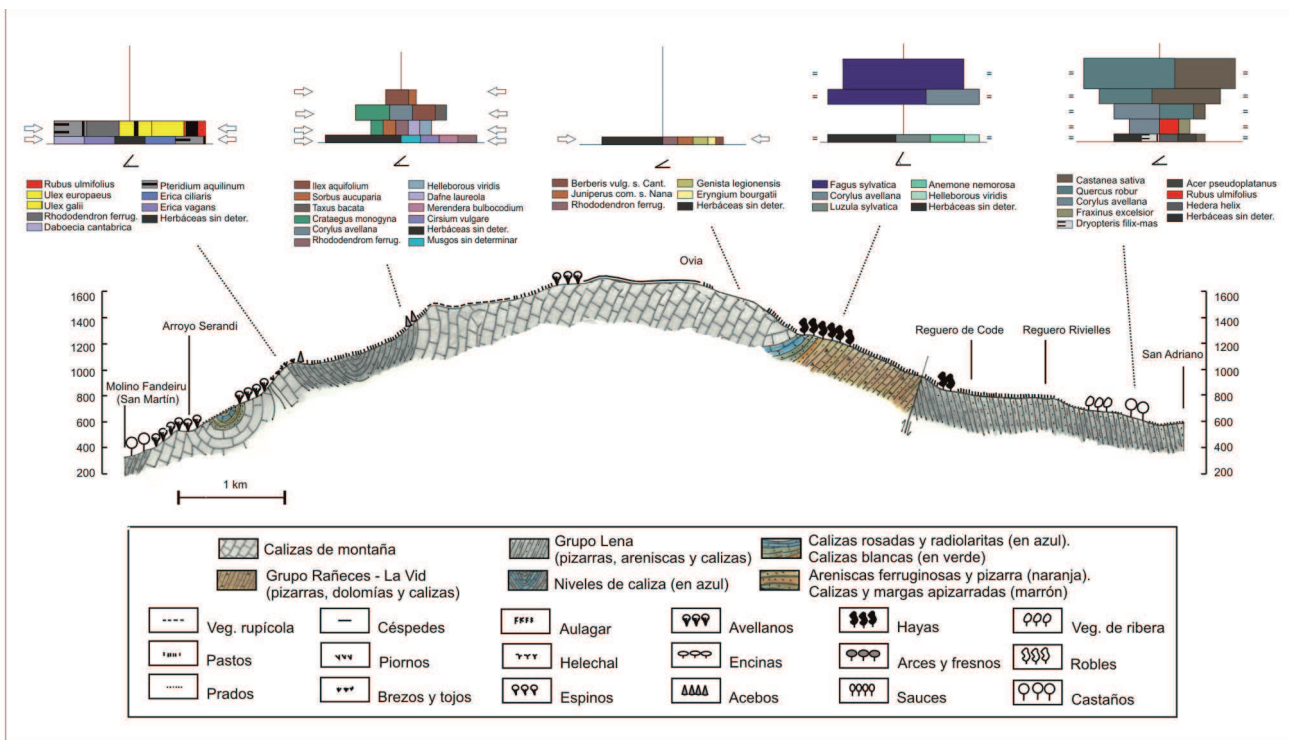 Rubus ulmifolius
Ulex europaeus
Ulex galii
Rhododendron ferrug.
Daboecia cantabrica
Pteridium aquilinum
Erica ciliaris
Erica vagans
Herbáceas sin deter.
Ilex aquifolium
Sorbus aucuparia
Taxus bacata
Crataegus monogyna
Corylus avellana
Rhododendrom ferrug.
Helleborous viridis
Dafne laureola
Merendera bulbocodium
Cirsium vulgare
Herbáceas sin deter.
Musgos sin determinar
Berberis vulg. s. Cant.
Juniperus com. s. Nana
Rhododendron ferrug.
Genista legionensis
Eryngium bourgatii
Herbáceas sin deter.
Fagus sylvatica
Corylus avellana
Luzula sylvatica
Anemone nemorosa
Helleborous viridis
Herbáceas sin deter.
Castanea sativa
Quercus robur
Corylus avellana
Fraxinus excelsior
Dryopteris filix-mas
Acer pseudoplatanus
Rubus ulmifolius
Hedera helix
Herbáceas sin deter.
Ovia
1600
1400
1200
1000
800
600
400
200
Arroyo Serandi
Molino Fandeiru
(San Martín)
Reguero de Code
Reguero Rivielles
San Adriano
1600
1400
1200
1000
800
600
400
200
1 km
Calizas de montaña
Grupo Lena
(pizarras, areniscas y calizas)
Calizas rosadas y radiolaritas (en azul).
Calizas blancas (en verde)
Grupo Rañeces - La Vid
(pizarras, dolomías y calizas)
Niveles de caliza (en azul)
Areniscas ferruginosas y pizarra (naranja).
Calizas y margas apizarradas (marrón)
Veg. rupícola
Céspedes
Aulagar
Avellanos
Hayas
Veg. de ribera
Pastos
Piornos
Helechal
Encinas
Arces y fresnos
Robles
Prados
Brezos y tojos
Espinos
Acebos
Sauces
Castaños